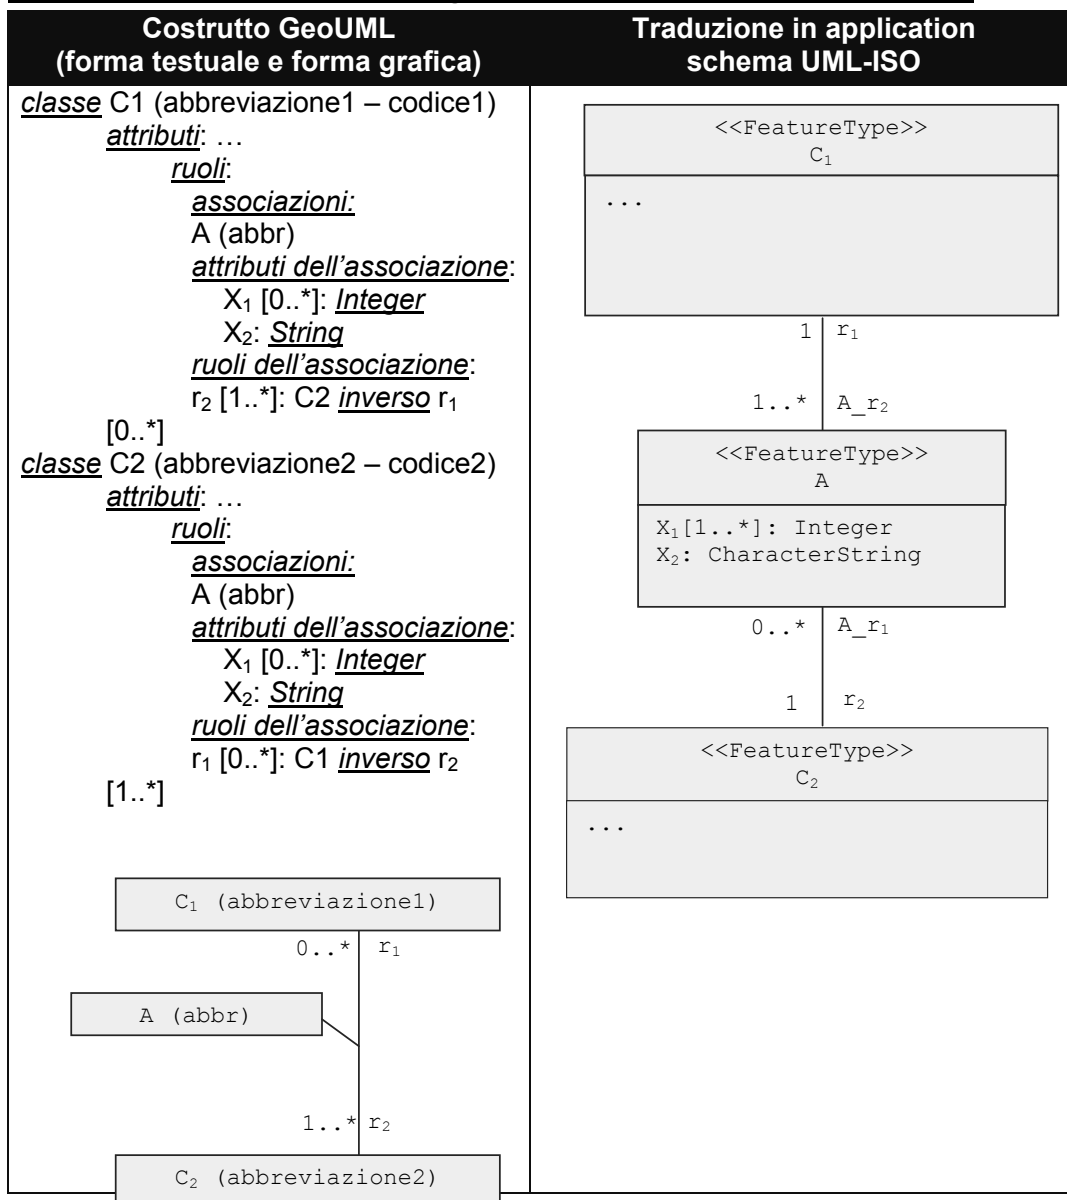 Costrutto GeoUML
(forma testuale e forma grafica)
Traduzione in application
schema UML-ISO
classe C1 (abbreviazione1 – codice1)
attributi: …
ruoli:
associazioni:
A (abbr)
attributi dell'associazione:
X₁ [0..*]: Integer
X₂: String
ruoli dell'associazione:
r₂ [1..*]: C2 inverso r₁
[0..*]
classe C2 (abbreviazione2 – codice2)
attributi: …
ruoli:
associazioni:
A (abbr)
attributi dell'associazione:
X₁ [0..*]: Integer
X₂: String
ruoli dell'associazione:
r₁ [0..*]: C1 inverso r₂
[1..*]
C₁ (abbreviazione1)
0..* r₁
A (abbr)
1..* r₂
C₂ (abbreviazione2)
<<FeatureType>>
C₁
...
1 r₁
1..* A_r₂
<<FeatureType>>
A
X₁[1..*]: Integer
X₂: CharacterString
0..* A_r₁
1 r₂
<<FeatureType>>
C₂
...